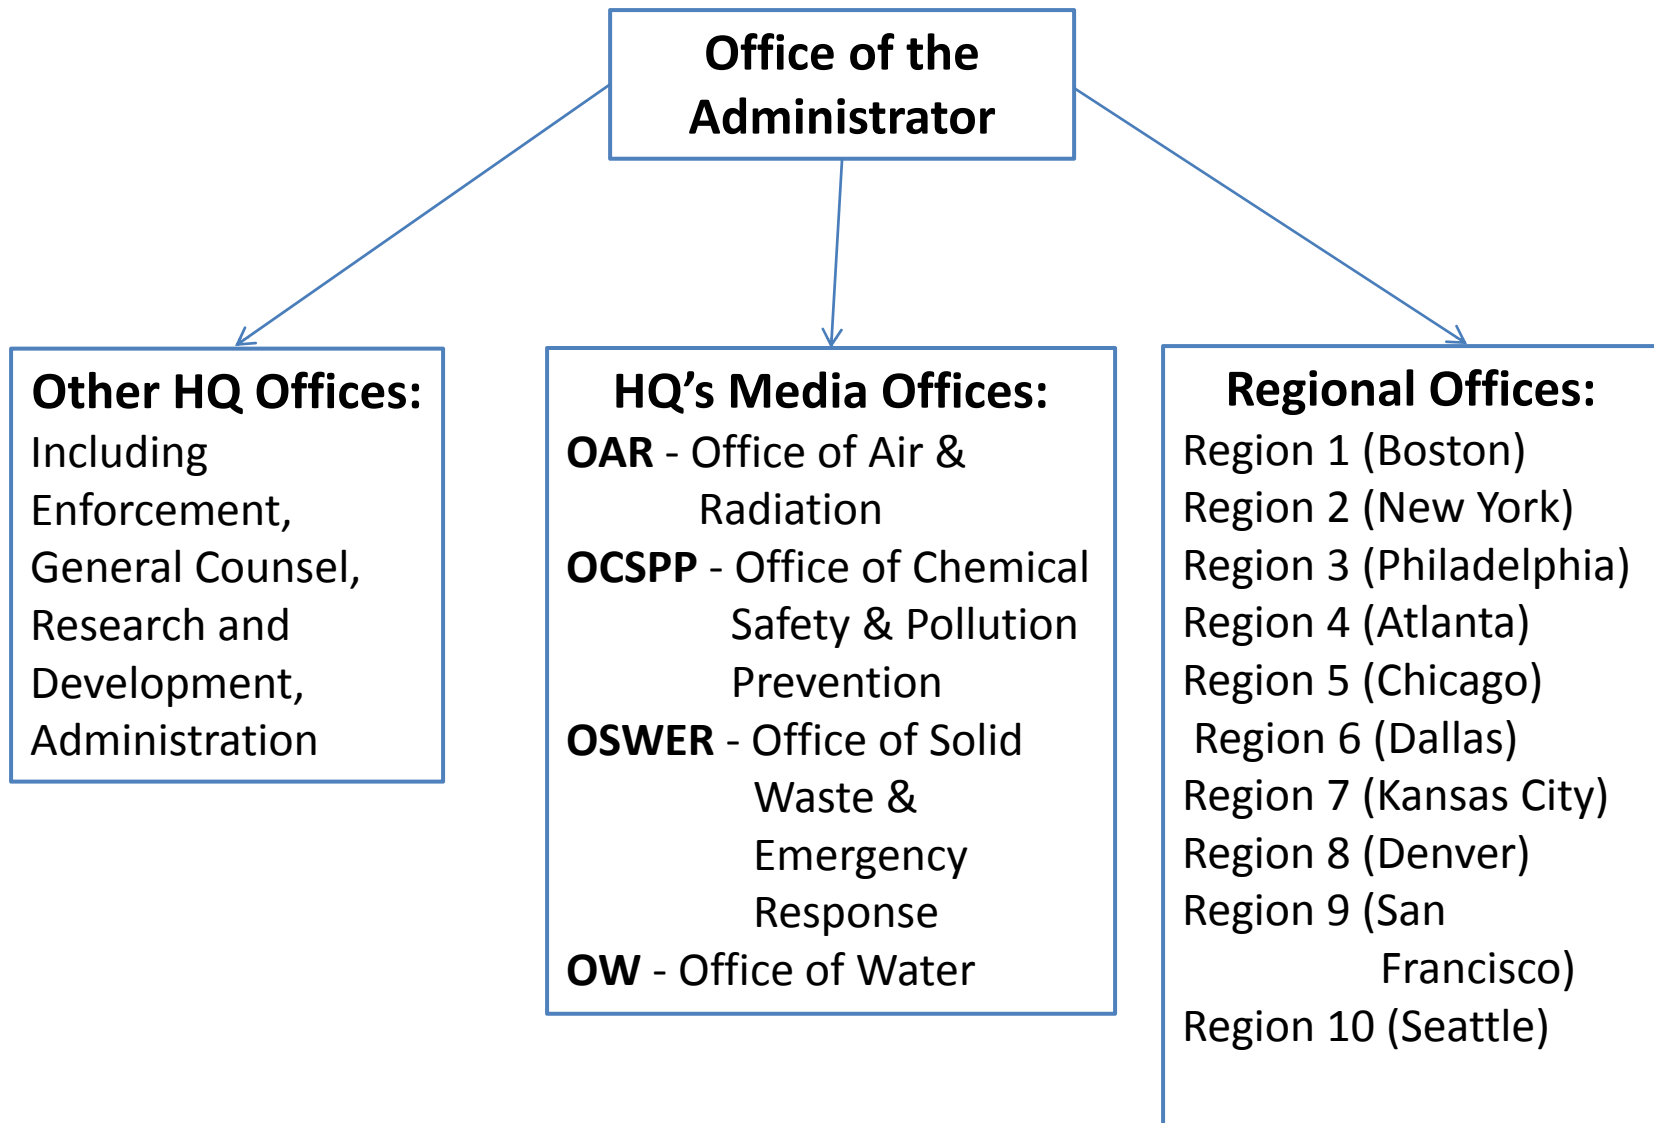 Office of the
Administrator
Other HQ Offices:
Including
Enforcement,
General Counsel,
Research and
Development,
Administration
HQ’s Media Offices:
OAR - Office of Air &
Radiation
OCSPP - Office of Chemical
Safety & Pollution
Prevention
OSWER - Office of Solid
Waste &
Emergency
Response
OW - Office of Water
Regional Offices:
Region 1 (Boston)
Region 2 (New York)
Region 3 (Philadelphia)
Region 4 (Atlanta)
Region 5 (Chicago)
Region 6 (Dallas)
Region 7 (Kansas City)
Region 8 (Denver)
Region 9 (San
Francisco)
Region 10 (Seattle)